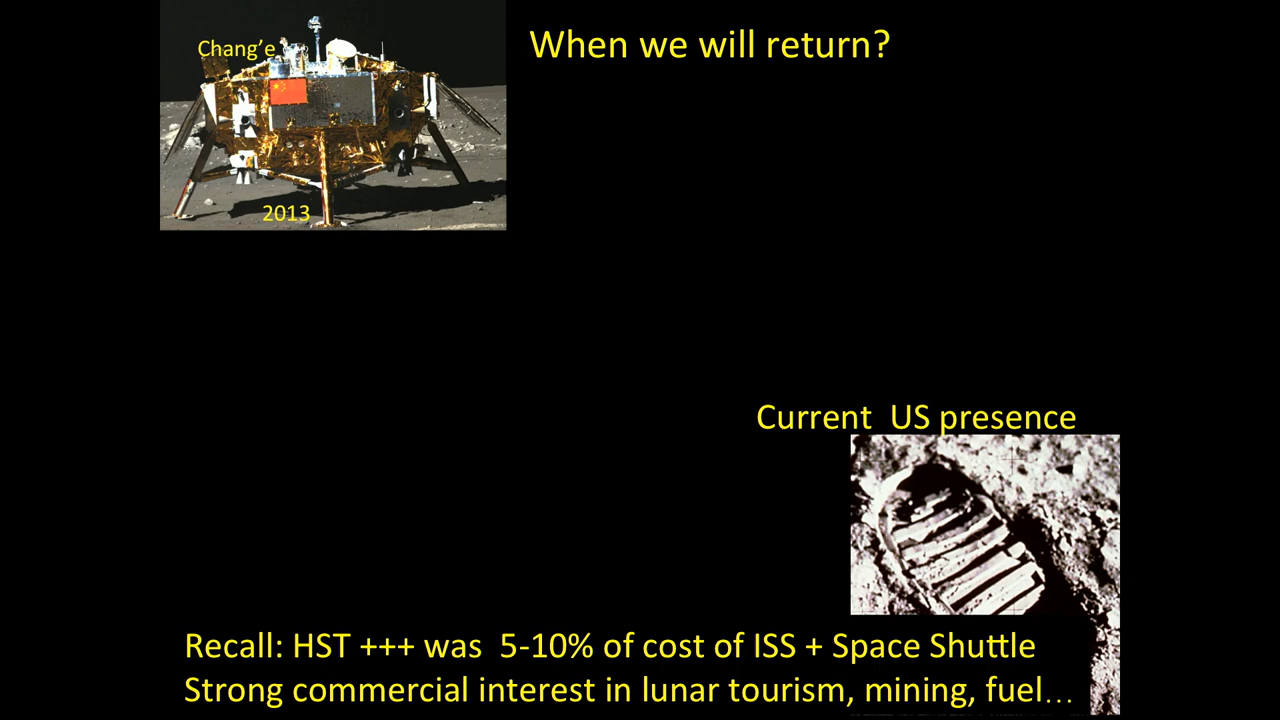 Chang’e
When we will return?
2013
Current US presence
Recall: HST +++ was 5-10% of cost of ISS + Space Shuttle
Strong commercial interest in lunar tourism, mining, fuel…